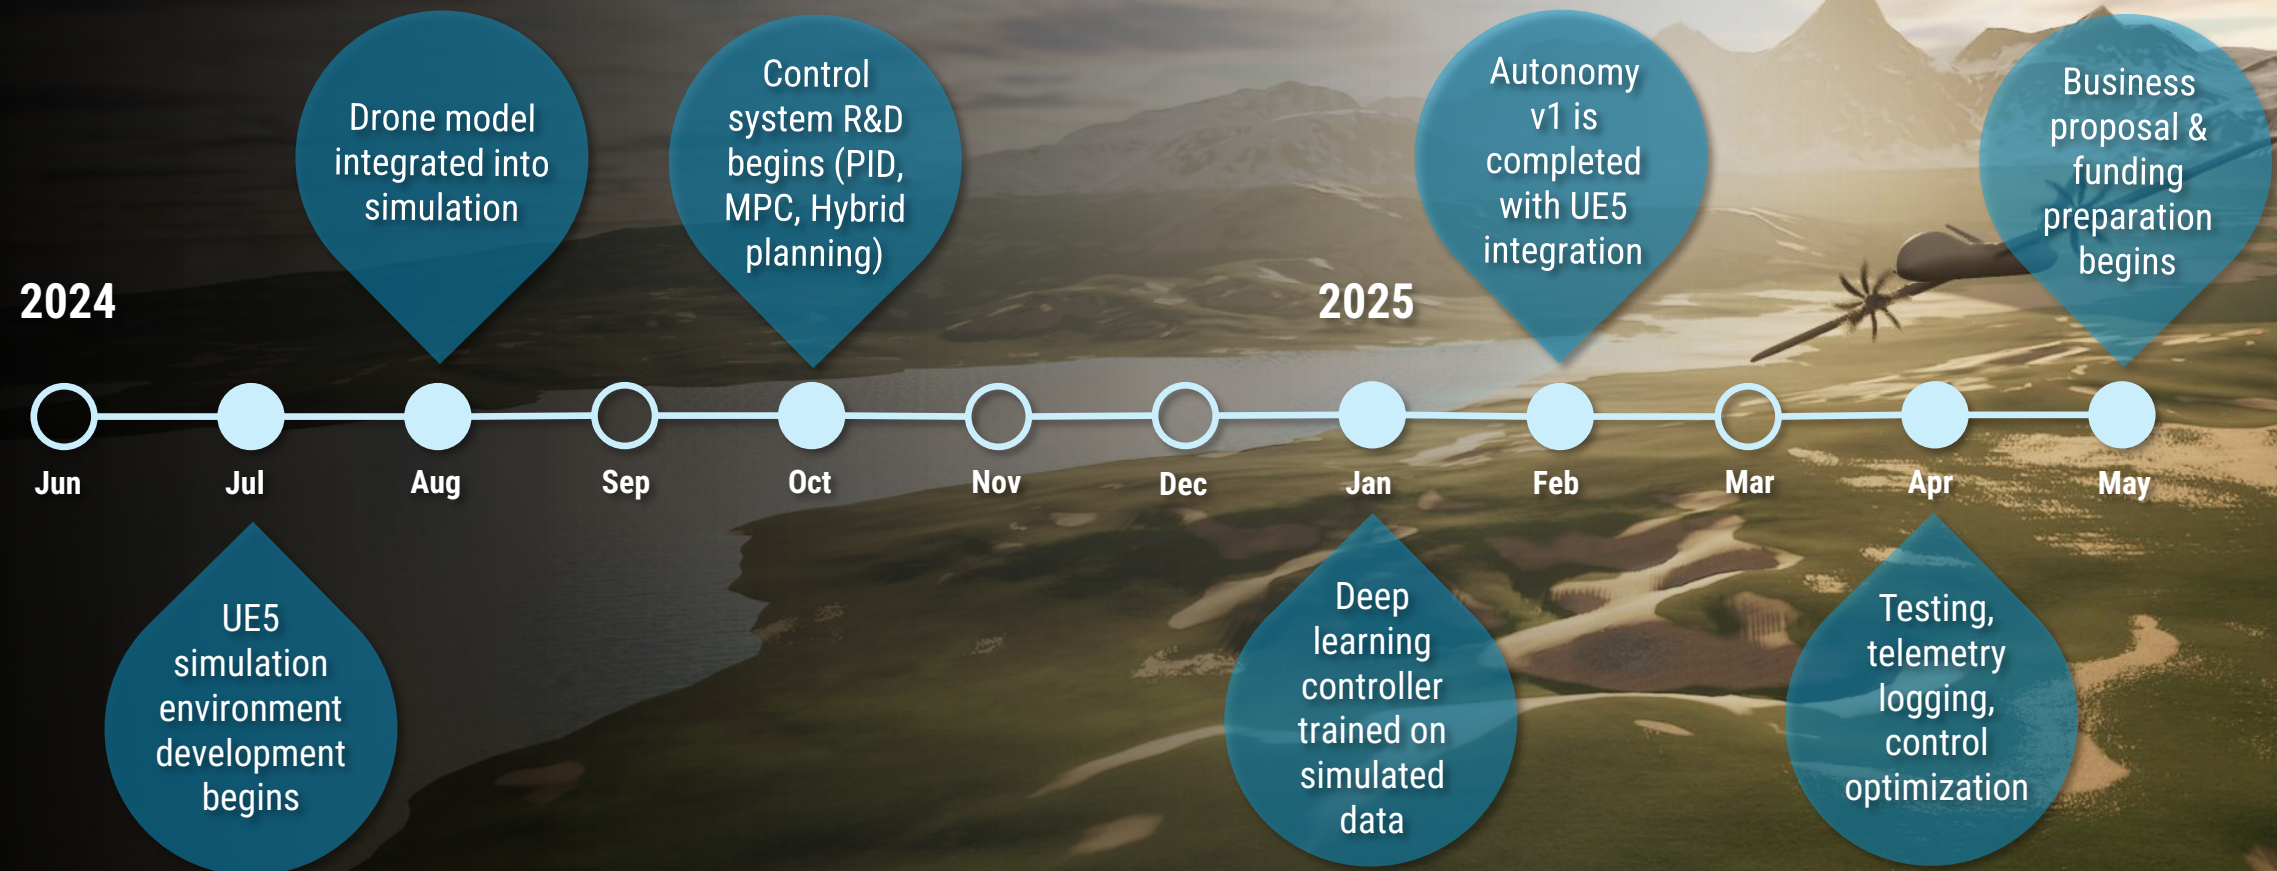 Drone model
integrated into
simulation
Control
system R&D
begins (PID,
MPC, Hybrid
planning)
Autonomy
v1 is
completed
with UE5
integration
Business
proposal &
funding
preparation
begins
2024
2025
Jun
Jul
Aug
Sep
Oct
Nov
Dec
Jan
Feb
Mar
Apr
May
UE5
simulation
environment
development
begins
Deep
learning
controller
trained on
simulated
data
Testing,
telemetry
logging,
control
optimization